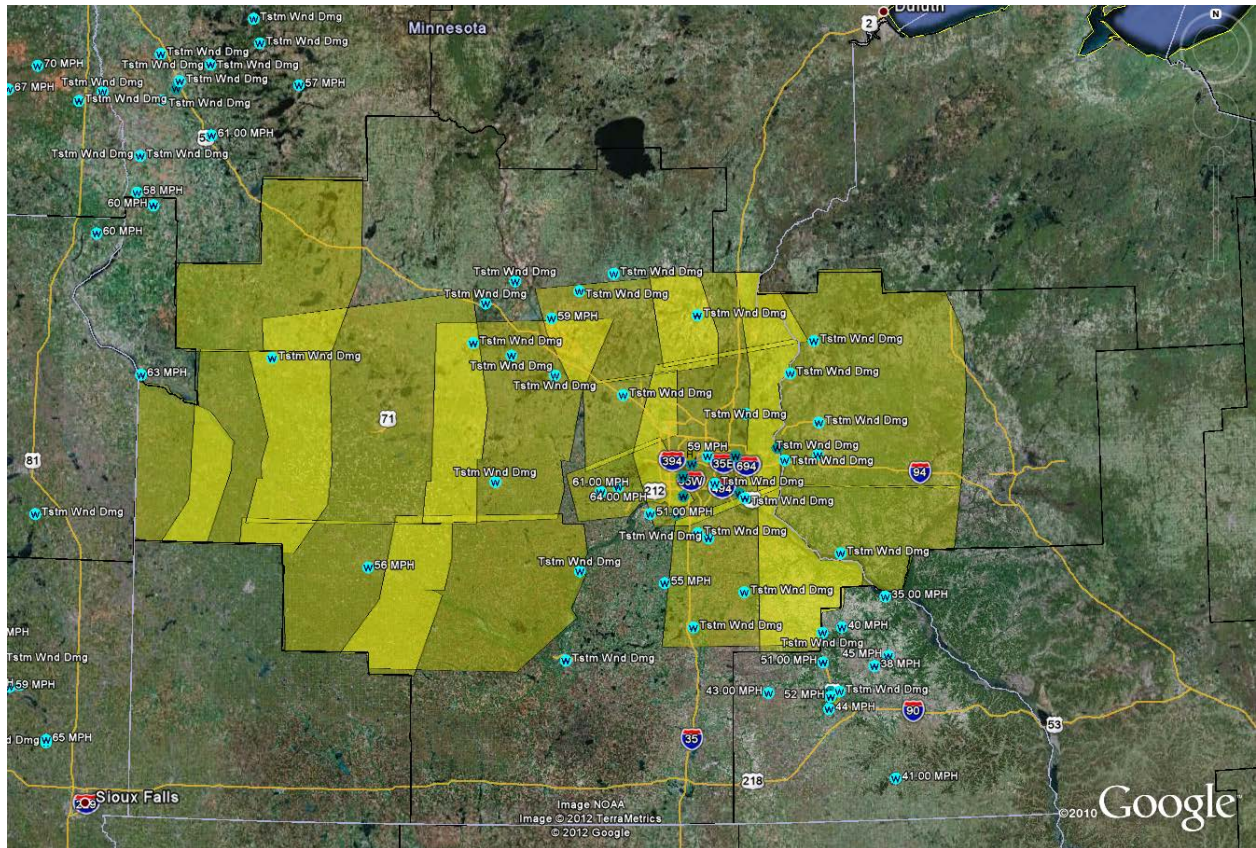 Tstm Wnd Dmg
Minnesota
2
Duluth
N
Tstm Wnd Dmg
Tstm Wnd Dmg
Tstm Wnd Dmg
70 MPH
67 MPH
Tstm Wnd Dmg
Tstm Wnd Dmg
57 MPH
Tstm Wnd Dmg
Tstm Wnd Dmg
61.00 MPH
Tstm Wnd Dmg
Tstm Wnd Dmg
58 MPH
60 MPH
60 MPH
Tstm Wnd Dmg
Tstm Wnd Dmg
Tstm Wnd Dmg
Tstm Wnd Dmg
59 MPH
Tstm Wnd Dmg
Tstm Wnd Dmg
Tstm Wnd Dmg
Tstm Wnd Dmg
Tstm Wnd Dmg
63 MPH
Tstm Wnd Dmg
Tstm Wnd Dmg
Tstm Wnd Dmg
71
Tstm Wnd Dmg
Tstm Wnd Dmg
Tstm Wnd Dmg
59 MPH
Tstm Wnd Dmg
81
394
35E
694
94
Tstm Wnd Dmg
61.00 MPH
64.00 MPH
212
35W
494
Tstm Wnd Dmg
Tstm Wnd Dmg
Tstm Wnd Dmg
51.00 MPH
Tstm Wnd Dmg
Tstm Wnd Dmg
Tstm Wnd Dmg
56 MPH
Tstm Wnd Dmg
55 MPH
Tstm Wnd Dmg
35.00 MPH
MPH
Tstm Wnd Dmg
40 MPH
Tstm Wnd Dmg
Tstm Wnd Dmg
Tstm Wnd Dmg
51.00 MPH
45 MPH
38 MPH
59 MPH
43.00 MPH
52 MPH
Tstm Wnd Dmg
44 MPH
90
53
d Dmg
65 MPH
35
218
41.00 MPH
Sioux Falls
Image NOAA
Image © 2012 TerraMetrics
© 2012 Google
©2010 Google